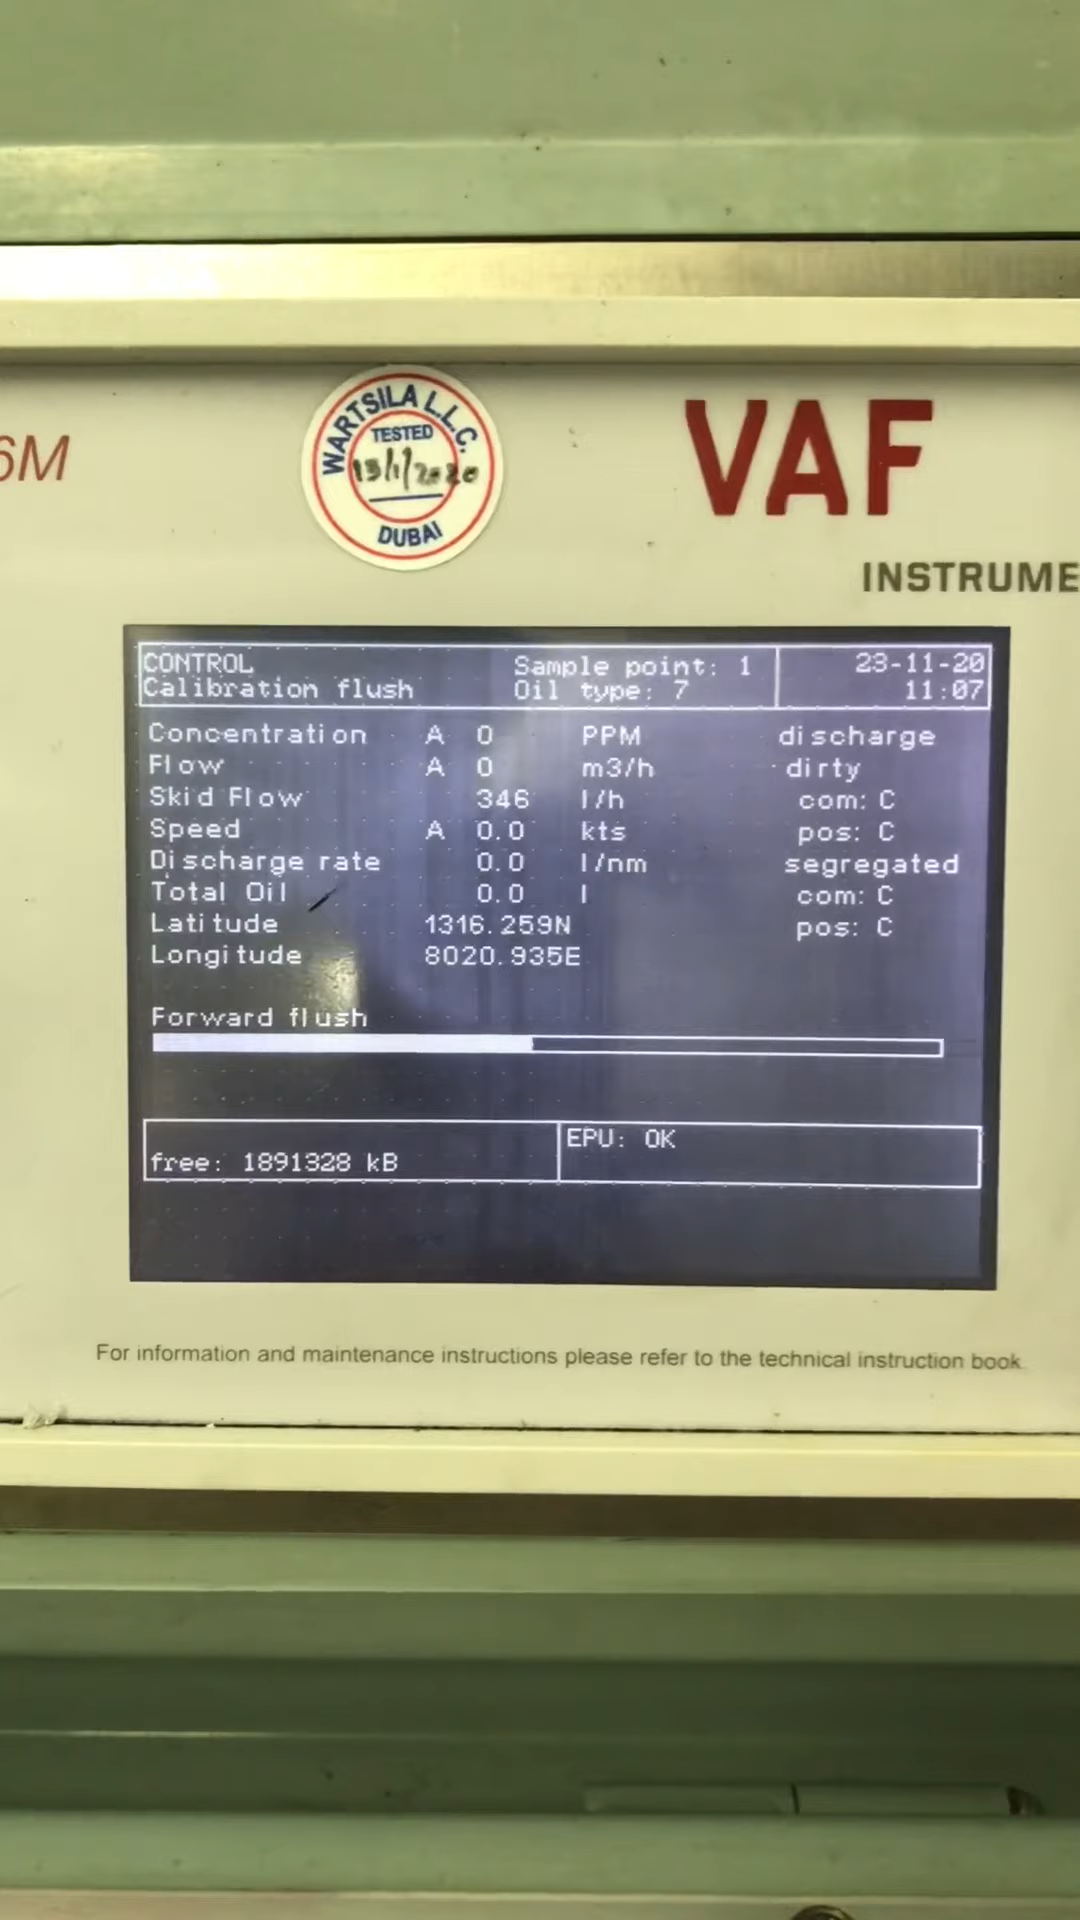 6M
WARTSILA L.L.C.
TESTED
DUBAI
VAF
INSTRUME
CONTROL Sample point: 1 23-11-20
Calibration flush Oil type: 7 11:07
Concentration A 0 PPM discharge
Flow A 0 m3/h dirty
Skid Flow 346 l/h com: C
Speed A 0.0 kts pos: C
Discharge rate 0.0 l/nm segregated
Total Oil 0.0 l com: C
Latitude 1316.259N pos: C
Longitude 8020.935E
Forward flush
EPU: OK
free: 1891328 kB
For information and maintenance instructions please refer to the technical instruction book